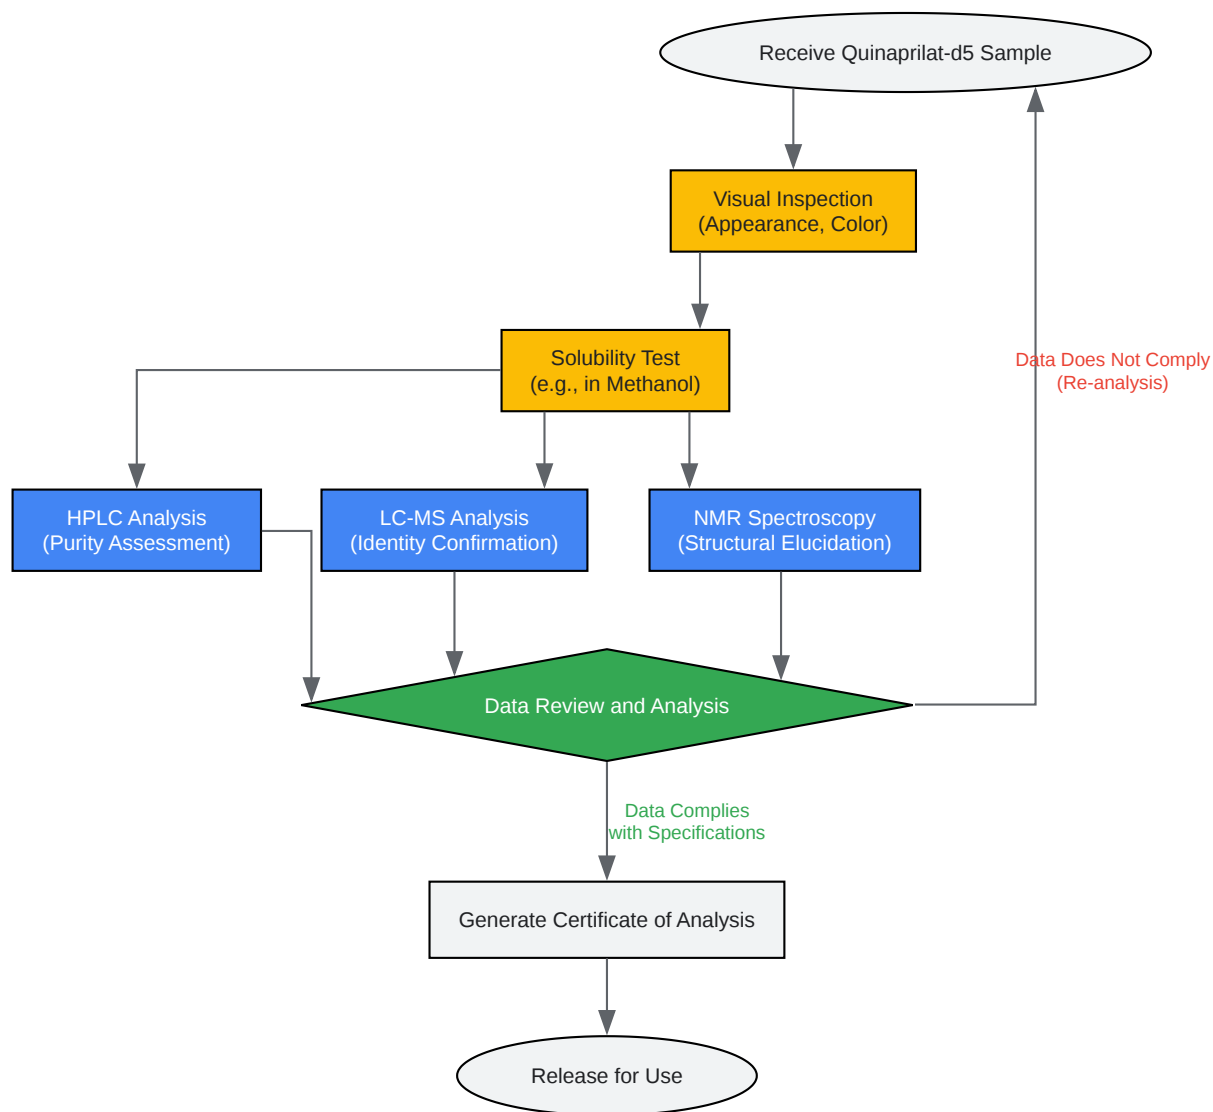 Receive Quinaprilat-d5 Sample
Visual Inspection
(Appearance, Color)
Solubility Test
(e.g., in Methanol)
Data Does Not Comply
(Re-analysis)
HPLC Analysis
(Purity Assessment)
LC-MS Analysis
(Identity Confirmation)
NMR Spectroscopy
(Structural Elucidation)
Data Review and Analysis
Data Complies
with Specifications
Generate Certificate of Analysis
Release for Use